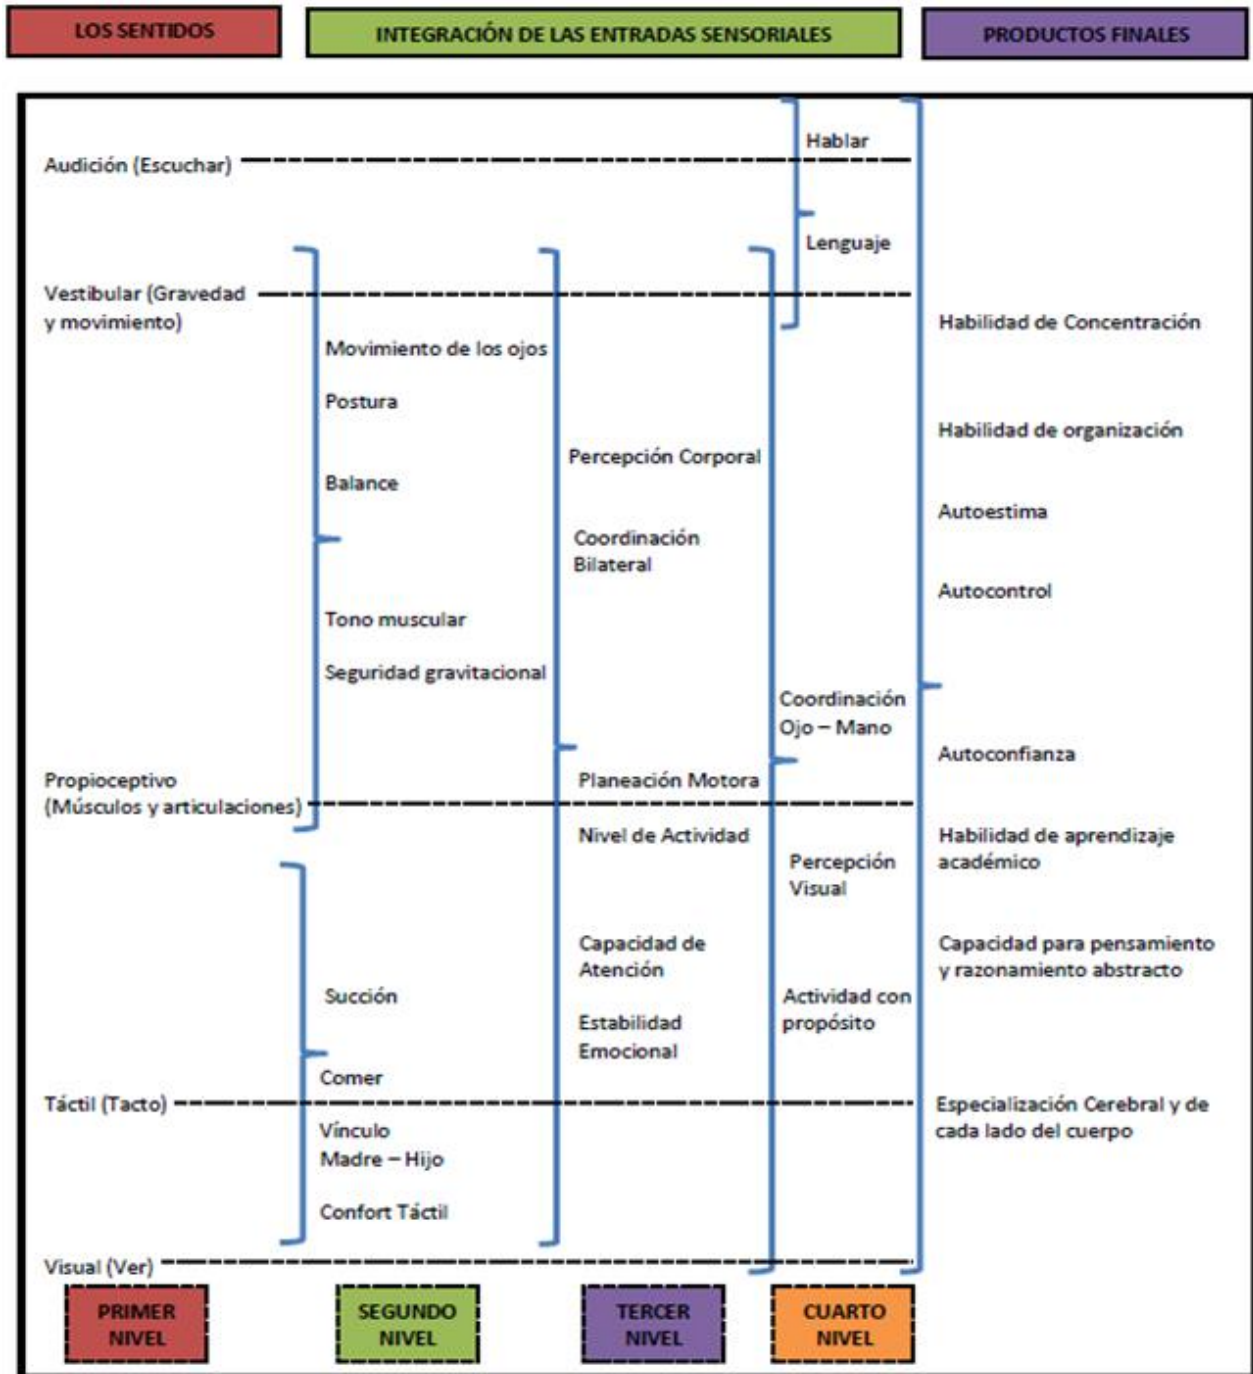 LOS SENTIDOS
INTEGRACIÓN DE LAS ENTRADAS SENSORIALES
PRODUCTOS FINALES
Audición (Escuchar)
Vestibular (Gravedad
y movimiento)
Propioceptivo
(Músculos y articulaciones)
Táctil (Tacto)
Visual (Ver)
Movimiento de los ojos
Postura
Balance
Tono muscular
Seguridad gravitacional
Succión
Comer
Vínculo
Madre – Hijo
Confort Táctil
Percepción Corporal
Coordinación
Bilateral
Planeación Motora
Nivel de Actividad
Capacidad de
Atención
Estabilidad
Emocional
Hablar
Lenguaje
Coordinación
Ojo – Mano
Percepción
Visual
Actividad con
propósito
Habilidad de Concentración
Habilidad de organización
Autoestima
Autocontrol
Autoconfianza
Habilidad de aprendizaje
académico
Capacidad para pensamiento
y razonamiento abstracto
Especialización Cerebral y de
cada lado del cuerpo
PRIMER
NIVEL
SEGUNDO
NIVEL
TERCER
NIVEL
CUARTO
NIVEL